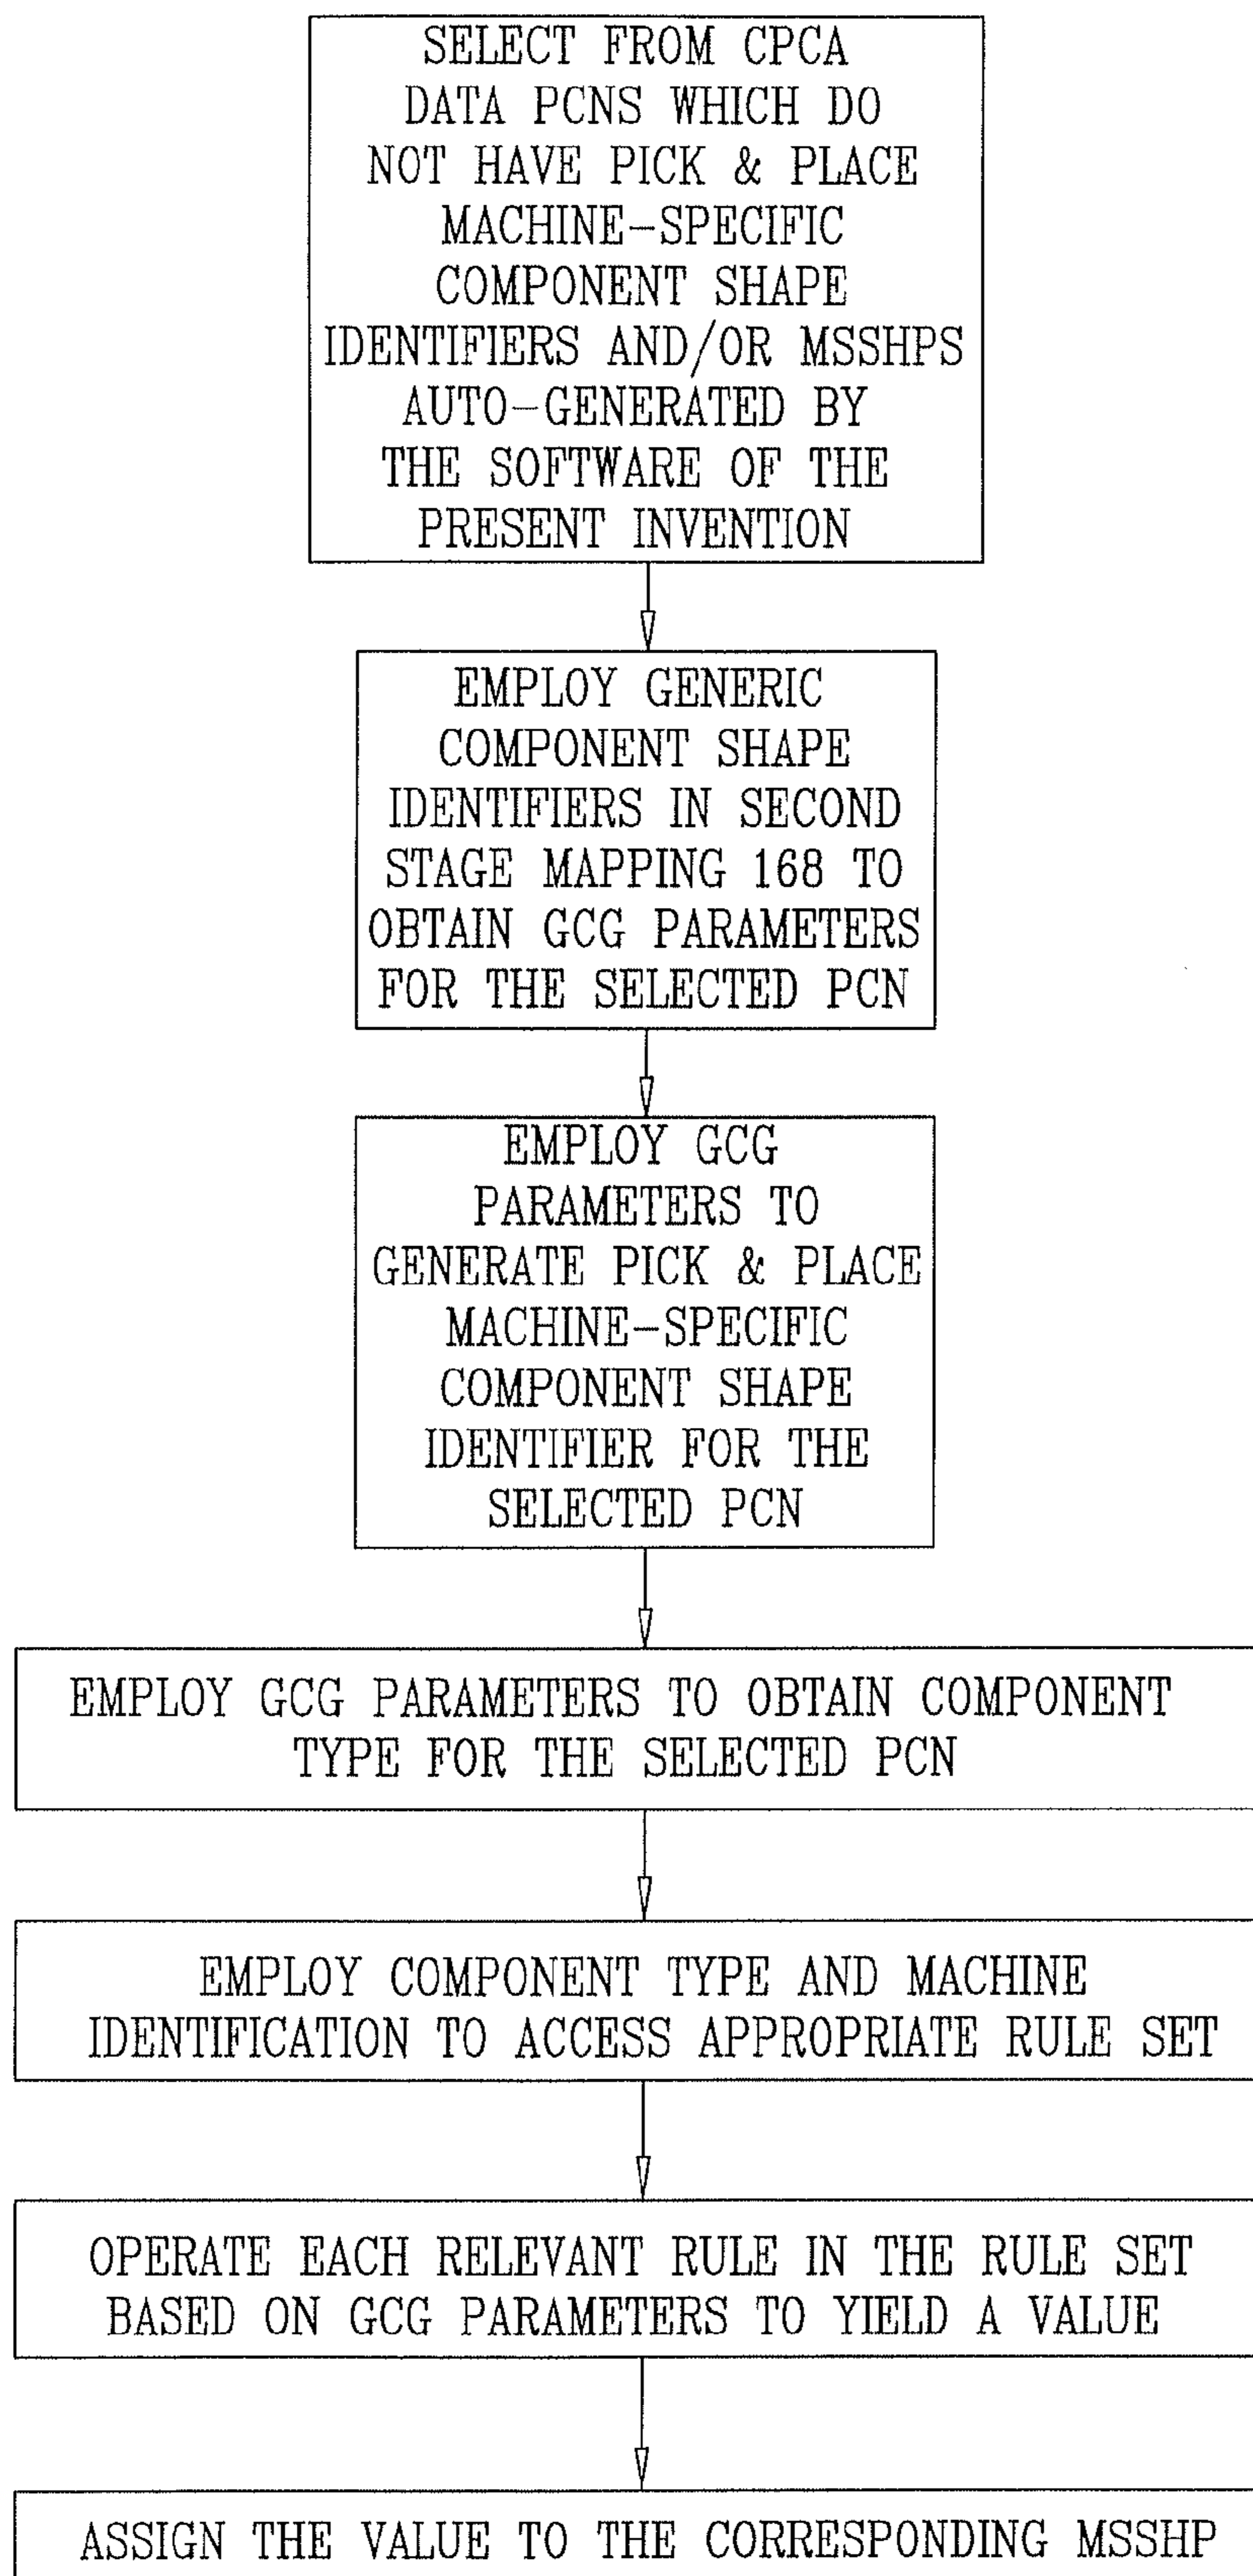 SELECT FROM CPCA
DATA PCNS WHICH DO
NOT HAVE PICK & PLACE
MACHINE-SPECIFIC
COMPONENT SHAPE
IDENTIFIERS AND/OR MSSHPS
AUTO-GENERATED BY
THE SOFTWARE OF THE
PRESENT INVENTION
EMPLOY GENERIC
COMPONENT SHAPE
IDENTIFIERS IN SECOND
STAGE MAPPING 168 TO
OBTAIN GCG PARAMETERS
FOR THE SELECTED PCN
EMPLOY GCG
PARAMETERS TO
GENERATE PICK & PLACE
MACHINE-SPECIFIC
COMPONENT SHAPE
IDENTIFIER FOR THE
SELECTED PCN
EMPLOY GCG PARAMETERS TO OBTAIN COMPONENT
TYPE FOR THE SELECTED PCN
EMPLOY COMPONENT TYPE AND MACHINE
IDENTIFICATION TO ACCESS APPROPRIATE RULE SET
OPERATE EACH RELEVANT RULE IN THE RULE SET
BASED ON GCG PARAMETERS TO YIELD A VALUE
ASSIGN THE VALUE TO THE CORRESPONDING MSSHP